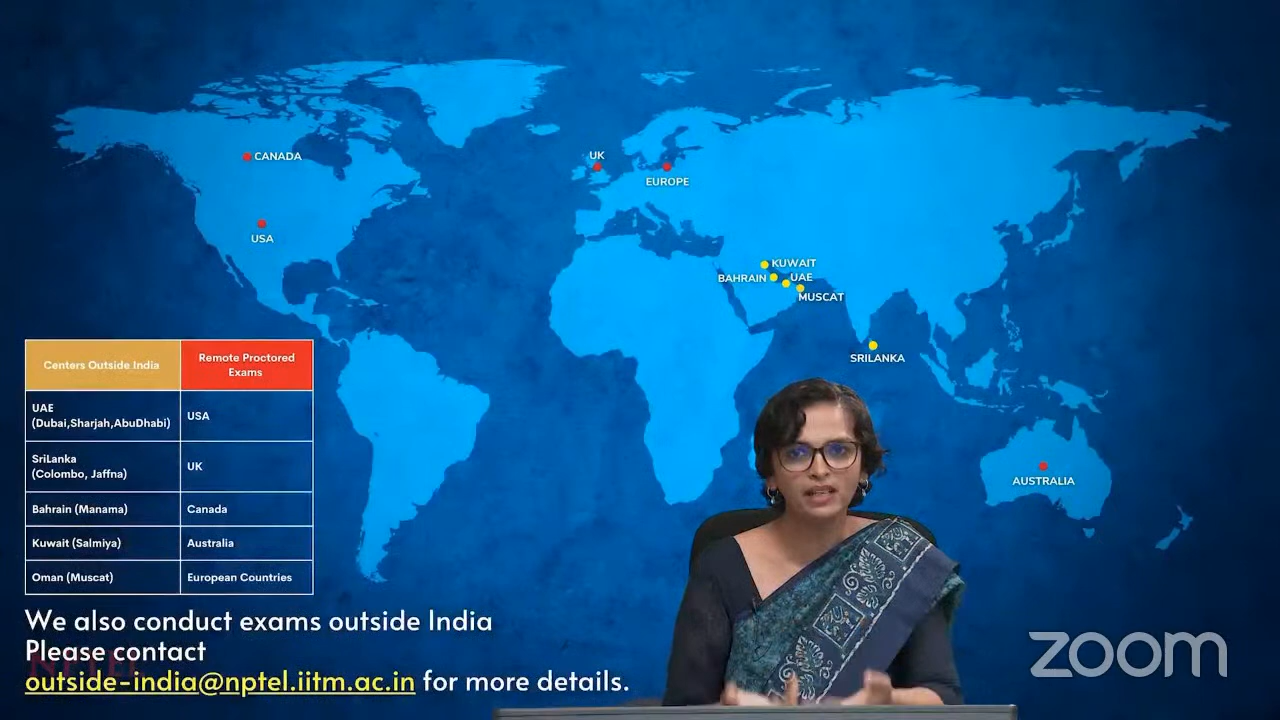 CANADA
UK
EUROPE
USA
KUWAIT
BAHRAIN
UAE
MUSCAT
SRILANKA
AUSTRALIA
Centers Outside India
Remote Proctored
Exams
UAE
(Dubai,Sharjah,AbuDhabi)
USA
SriLanka
(Colombo, Jaffna)
UK
Bahrain (Manama)
Canada
Kuwait (Salmiya)
Australia
Oman (Muscat)
European Countries
We also conduct exams outside India
Please contact
outside-india@nptel.iitm.ac.in for more details.
NPTEL
zoom